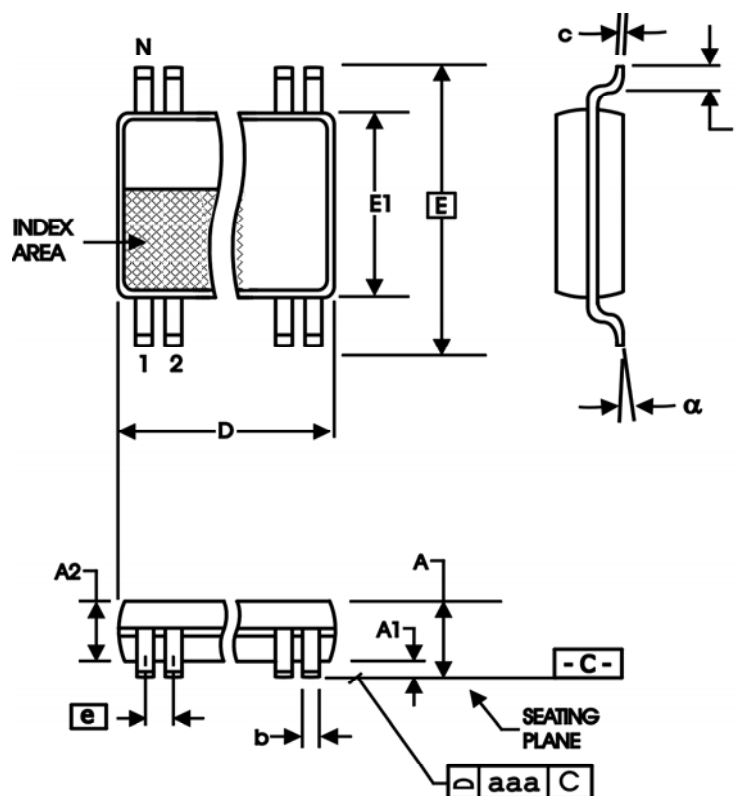 N
c
E1
E
INDEX
AREA
1 2
α
D
A2
A
A1
- C -
e
b
SEATING
PLANE
aaa C